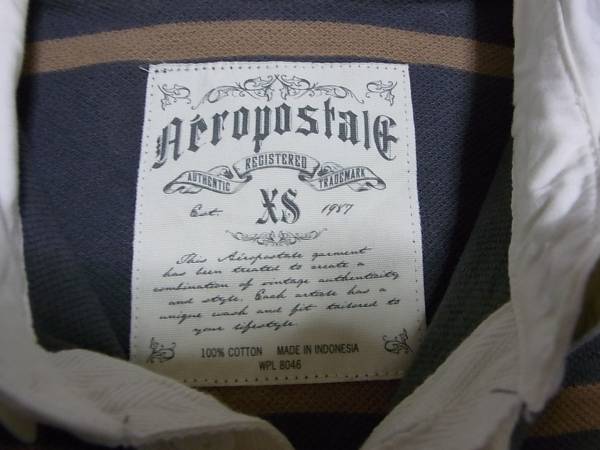 Aéropostale
REGISTERED
AUTHENTIC TRADEMARK
Est. XS 1987
This Aéropostale garment
has been treated to create a
combination of vintage authenticity
and style. Each article has a
unique wash and fit tailored to
your lifestyle.
100% COTTON MADE IN INDONESIA
WPL 8046